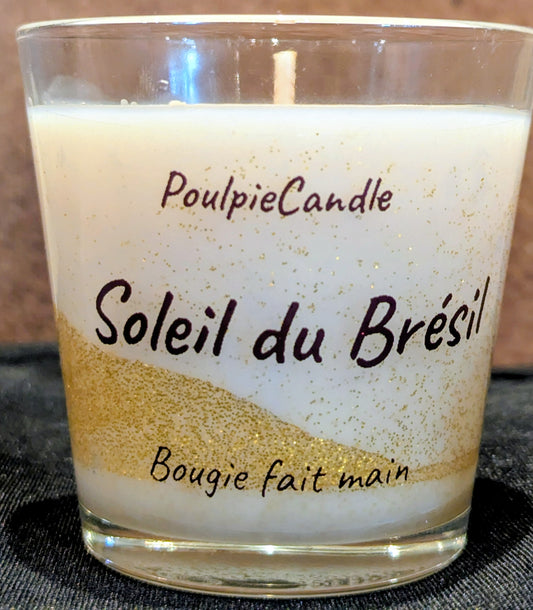 PoulpieCandle
Soleil du Brésil
Bougie fait main